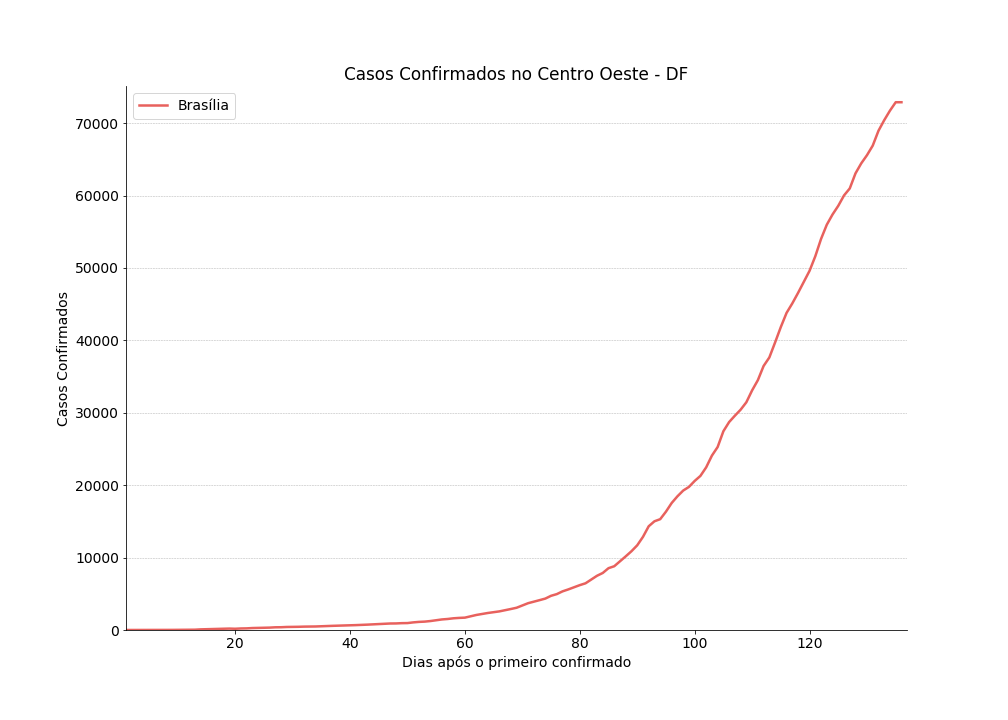 Casos Confirmados no Centro Oeste - DF
Brasília
70000
60000
50000
40000
30000
20000
10000
0
Casos Confirmados
20 40 60 80 100 120
Dias após o primeiro confirmado